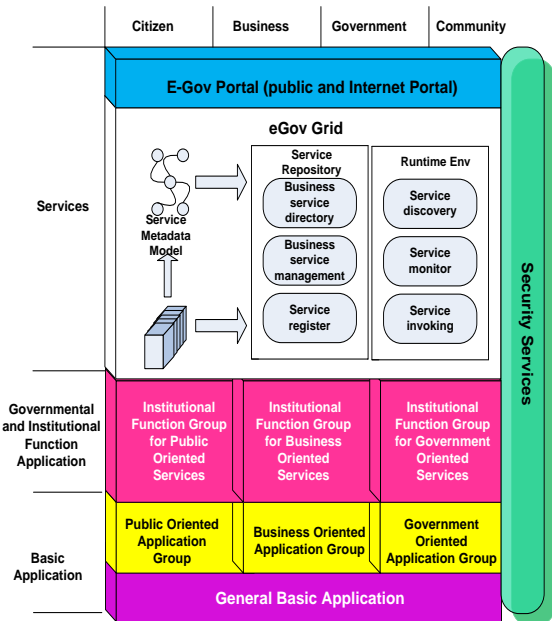 Citizen
Business
Government
Community
E-Gov Portal (public and Internet Portal)
eGov Grid
Services
Service
Metadata
Model
Service
Repository
Business
service
directory
Business
service
management
Service
register
Runtime Env
Service
discovery
Service
monitor
Service
invoking
Security Services
Governmental
and Institutional
Function
Application
Institutional
Function Group
for Public
Oriented
Services
Institutional
Function Group
for Business
Oriented
Services
Institutional
Function Group
for Government
Oriented
Services
Basic
Application
Public Oriented
Application
Group
Business Oriented
Application Group
Government
Oriented
Application Group
General Basic Application